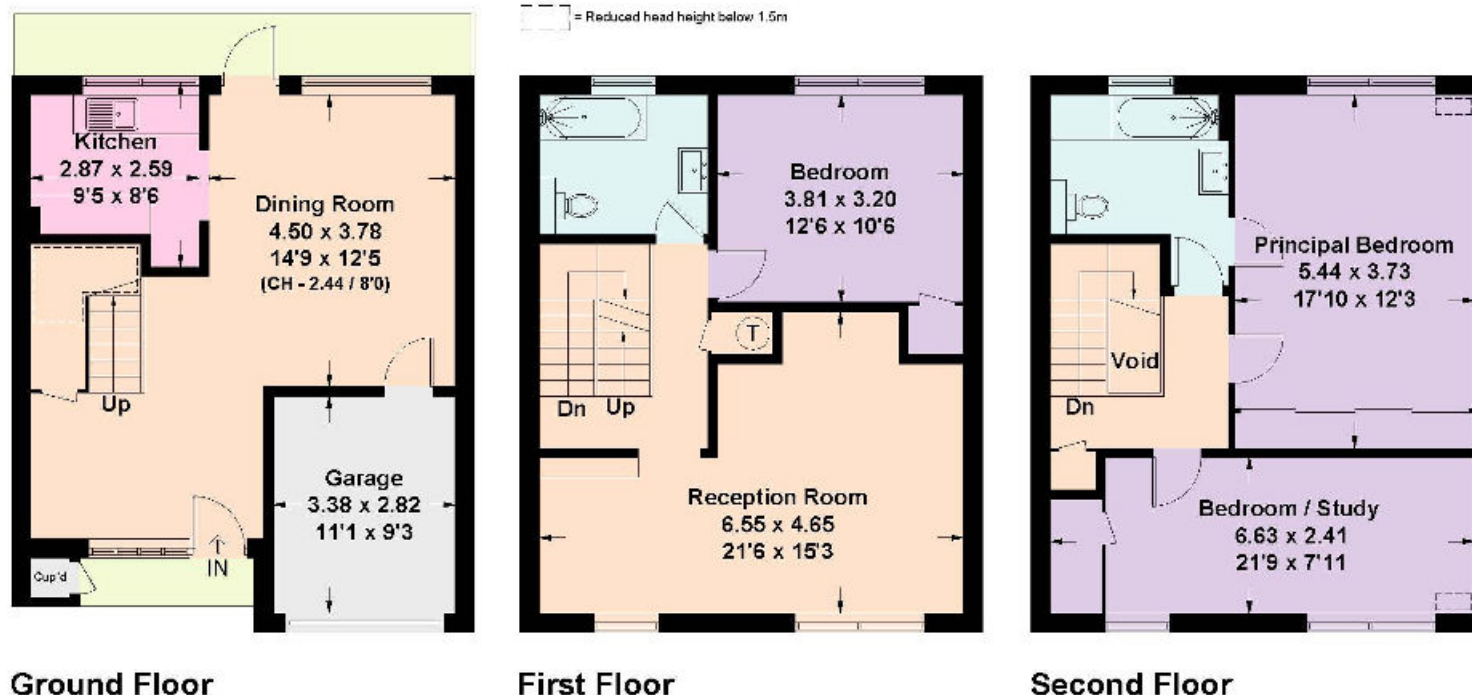 = Reduced head height below 1.5m
Kitchen
2.87 x 2.59
9'5 x 8'6
Dining Room
4.50 x 3.78
14'9 x 12'5
(CH - 2.44 / 8'0)
Up
Garage
3.38 x 2.82
11'1 x 9'3
IN
Cup'd
Ground Floor
Bedroom
3.81 x 3.20
12'6 x 10'6
T
Dn Up
Reception Room
6.55 x 4.65
21'6 x 15'3
First Floor
Principal Bedroom
5.44 x 3.73
17'10 x 12'3
Void
Dn
Bedroom / Study
6.63 x 2.41
21'9 x 7'11
Second Floor